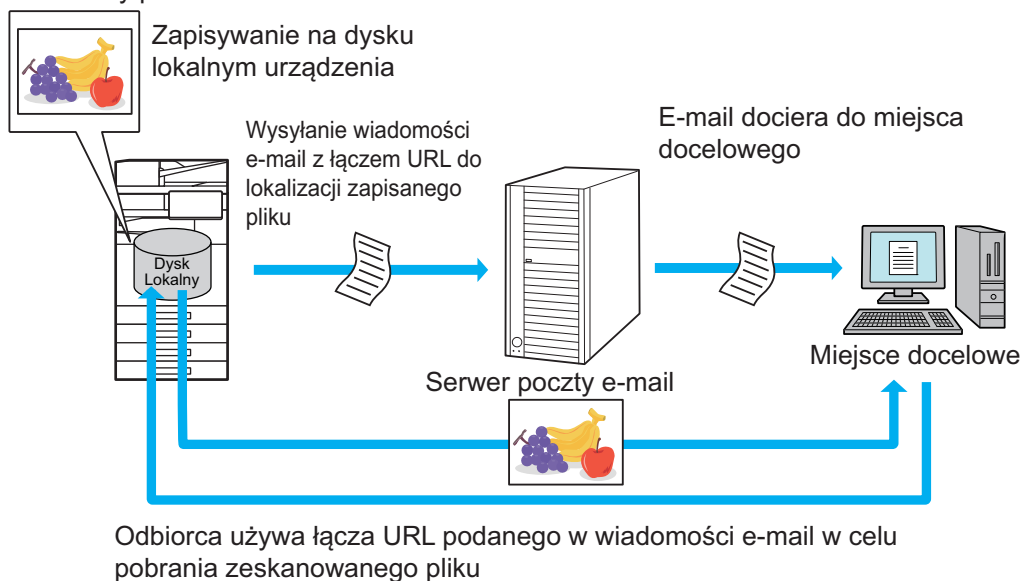 Zapisywanie na dysku
lokalnym urządzenia
Wysyłanie wiadomości
e-mail z łączem URL do
lokalizacji zapisanego
pliku
E-mail dociera do miejsca
docelowego
Dysk
Lokalny
Miejsce docelowe
Serwer poczty e-mail
Odbiorca używa łącza URL podanego w wiadomości e-mail w celu
pobrania zeskanowanego pliku